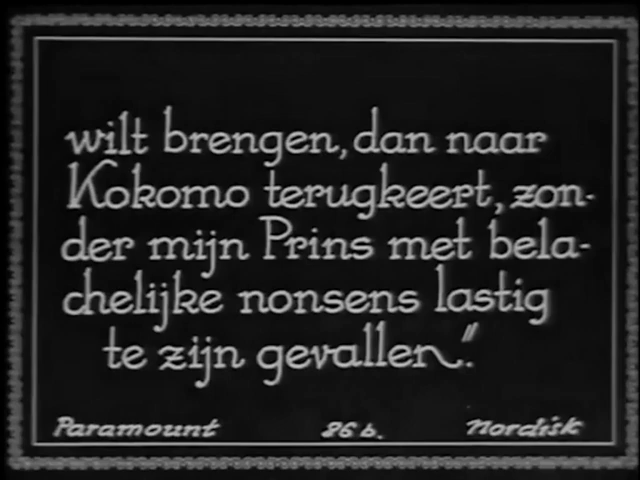 wilt brengen, dan naar
Kokomo terugkeert, zon-
der mijn Prins met bela-
chelijke nonsens lastig
te zijn gevallen."
Paramount 86 b. Nordisk